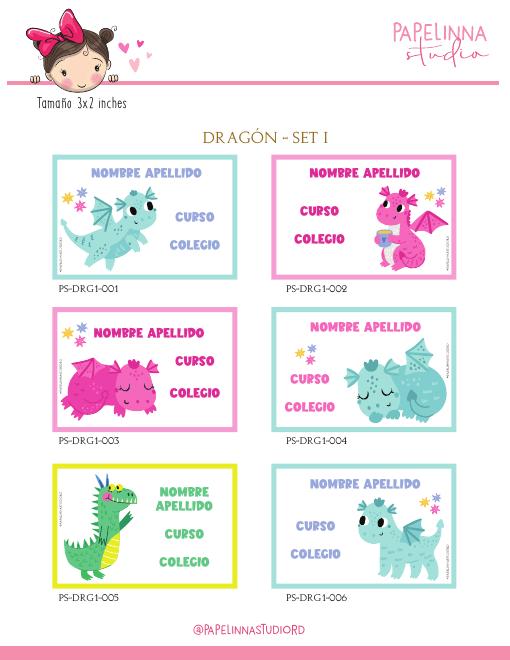 PAPELINNA
studio
Tamaño 3x2 inches
DRAGÓN - SET I
NOMBRE APELLIDO
CURSO
COLEGIO
PS-DRG1-001
NOMBRE APELLIDO
CURSO
COLEGIO
PS-DRG1-002
NOMBRE APELLIDO
CURSO
COLEGIO
PS-DRG1-003
NOMBRE APELLIDO
CURSO
COLEGIO
PS-DRG1-004
NOMBRE
APELLIDO
CURSO
COLEGIO
PS-DRG1-005
NOMBRE APELLIDO
CURSO
COLEGIO
PS-DRG1-006
@PAPELINNASTUDIORD